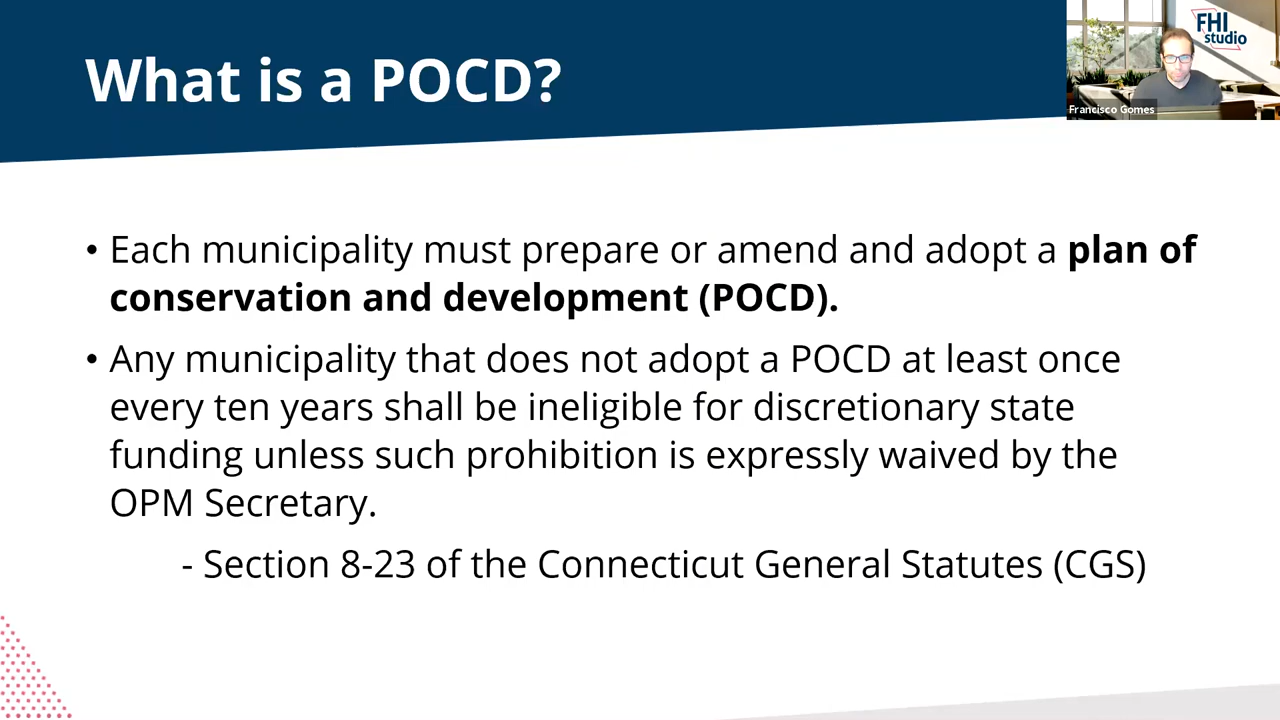 What is a POCD?
FHI
studio
Francisco Gomes
• Each municipality must prepare or amend and adopt a plan of
conservation and development (POCD).
• Any municipality that does not adopt a POCD at least once
every ten years shall be ineligible for discretionary state
funding unless such prohibition is expressly waived by the
OPM Secretary.
- Section 8-23 of the Connecticut General Statutes (CGS)